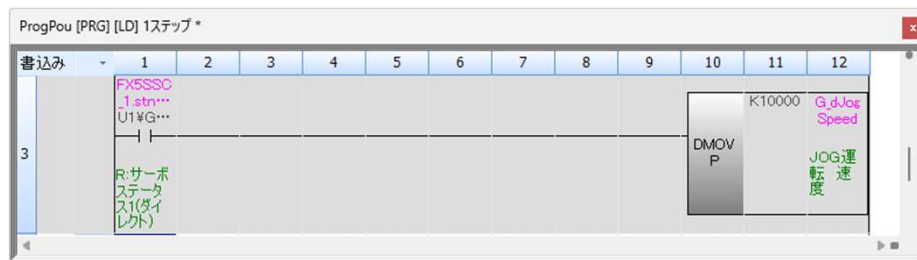 ProgPou [PRG] [LD] 1ステップ *
書込み 1 2 3 4 5 6 7 8 9 10 11 12
3
FX5SSC
_1.stn…
U1¥G…
R:サーボ
ステータ
ス1(ダイ
レクト)
DMOV
P
K10000
G_dJog
Speed
JOG運
転 速
度